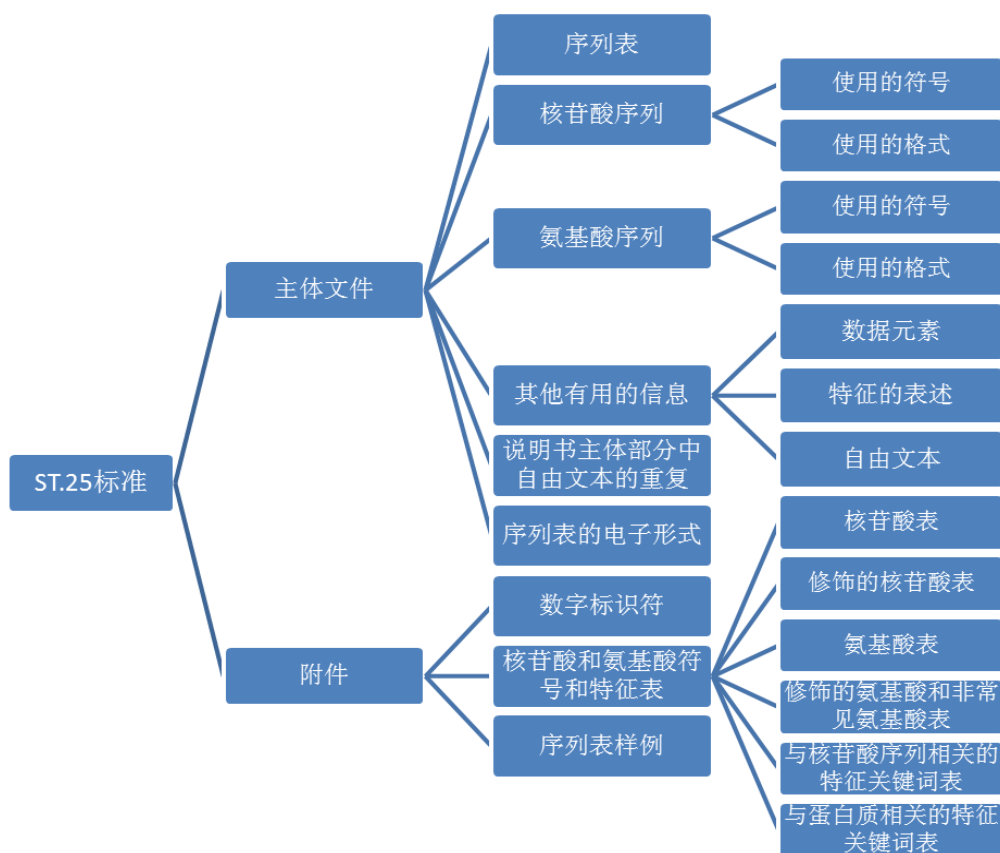 序列表
核苷酸序列
使用的符号
使用的格式
氨基酸序列
使用的符号
使用的格式
主体文件
其他有用的信息
数据元素
特征的表述
自由文本
说明书主体部分中
自由文本的重复
序列表的电子形式
ST.25标准
附件
数字标识符
核苷酸和氨基酸符
号和特征表
核苷酸表
修饰的核苷酸表
氨基酸表
修饰的氨基酸和非常
见氨基酸表
与核苷酸序列相关的
特征关键词表
与蛋白质相关的特征
关键词表
序列表样例